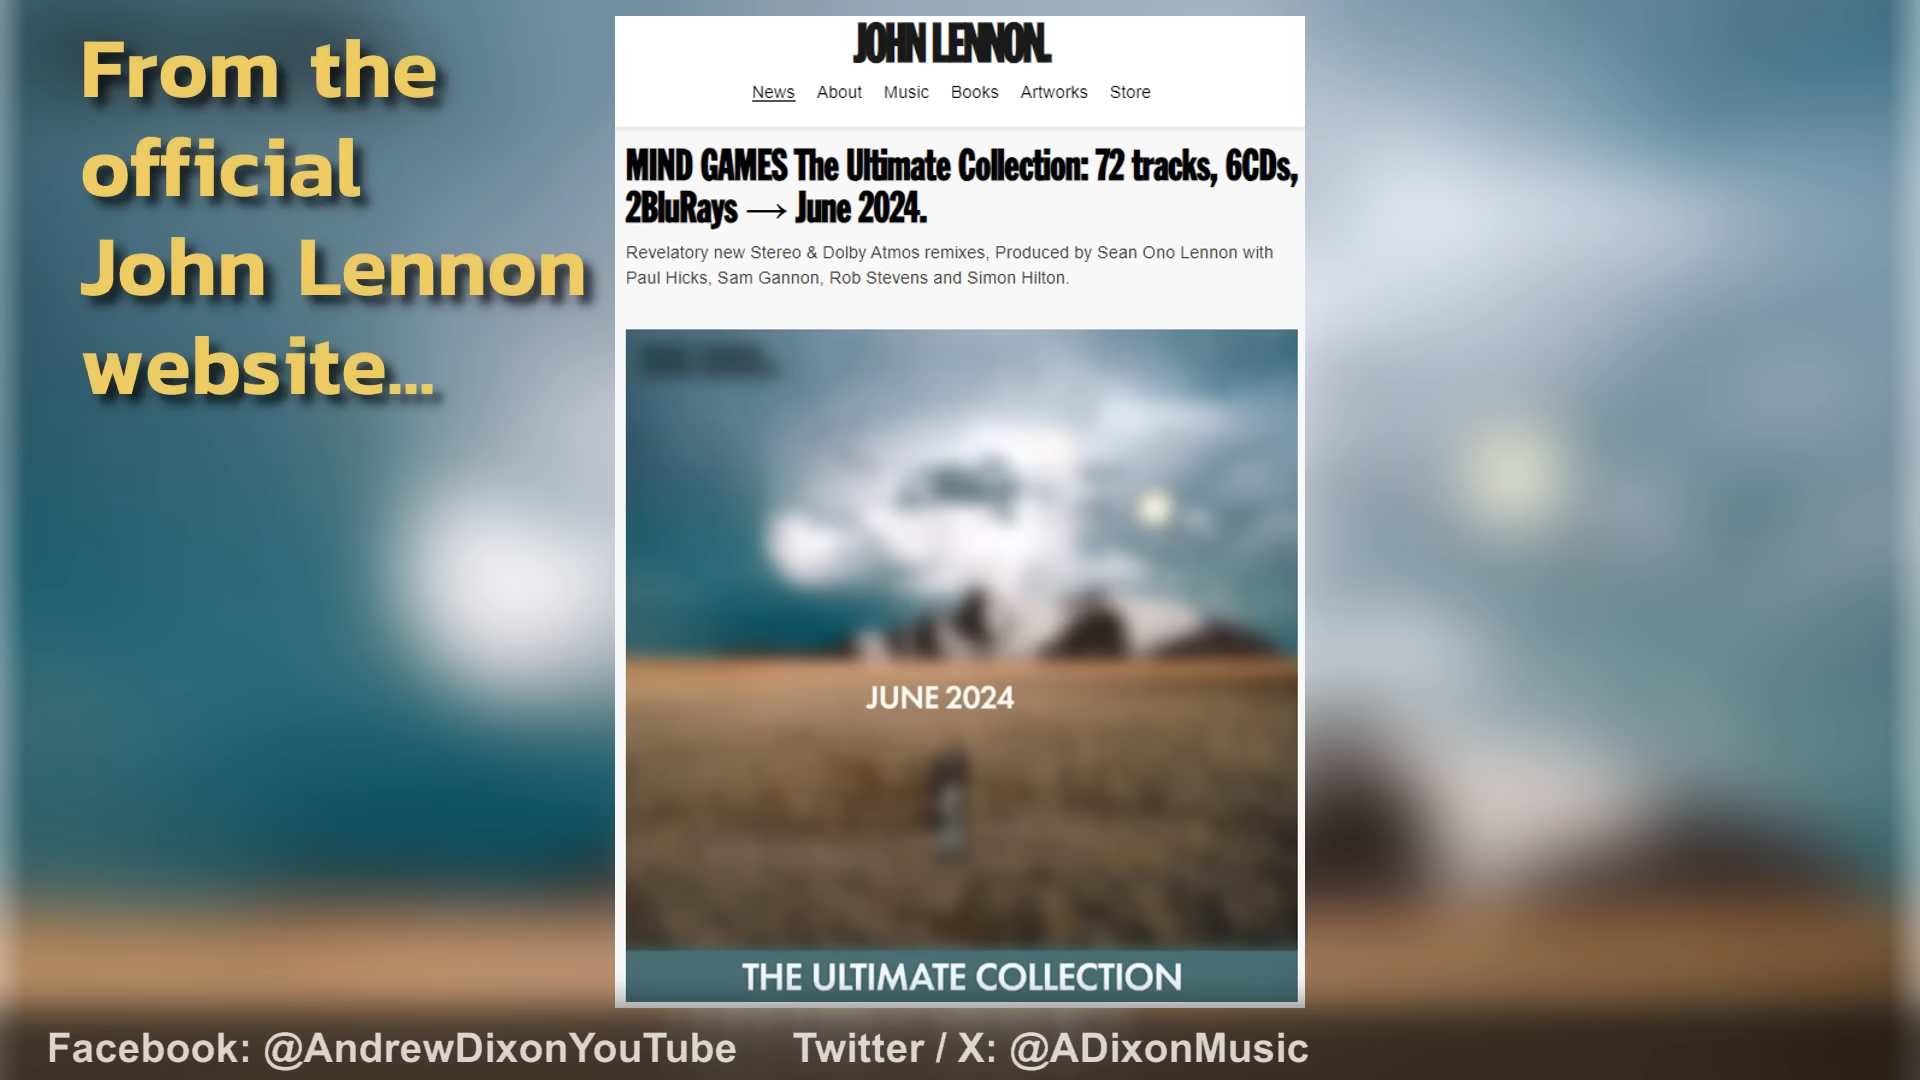 From the
official
John Lennon
website...
JOHN LENNON.
News About Music Books Artworks Store
MIND GAMES The Ultimate Collection: 72 tracks, 6CDs,
2BluRays → June 2024.
Revelatory new Stereo & Dolby Atmos remixes, Produced by Sean Ono Lennon with
Paul Hicks, Sam Gannon, Rob Stevens and Simon Hilton.
JUNE 2024
THE ULTIMATE COLLECTION
Facebook: @AndrewDixonYouTube Twitter / X: @ADixonMusic